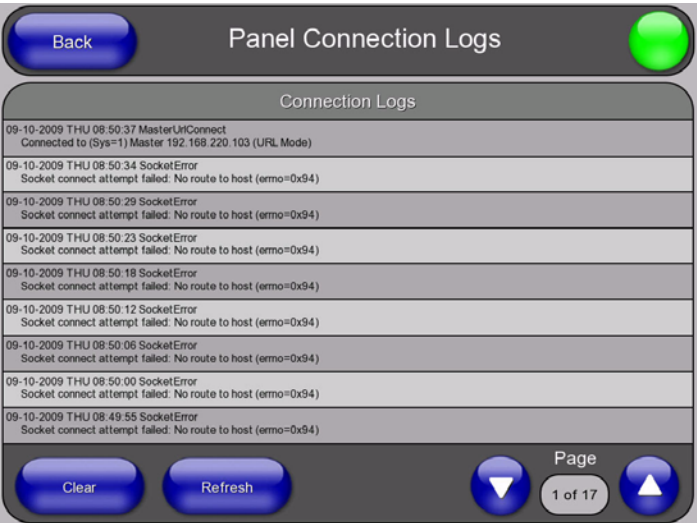 Back
Panel Connection Logs
Connection Logs
09-10-2009 THU 08:50:37 MasterUrlConnect
Connected to (Sys=1) Master 192.168.220.103 (URL Mode)
09-10-2009 THU 08:50:34 SocketError
Socket connect attempt failed: No route to host (errno=0x94)
09-10-2009 THU 08:50:29 SocketError
Socket connect attempt failed: No route to host (errno=0x94)
09-10-2009 THU 08:50:23 SocketError
Socket connect attempt failed: No route to host (errno=0x94)
09-10-2009 THU 08:50:18 SocketError
Socket connect attempt failed: No route to host (errno=0x94)
09-10-2009 THU 08:50:12 SocketError
Socket connect attempt failed: No route to host (errno=0x94)
09-10-2009 THU 08:50:06 SocketError
Socket connect attempt failed: No route to host (errno=0x94)
09-10-2009 THU 08:50:00 SocketError
Socket connect attempt failed: No route to host (errno=0x94)
09-10-2009 THU 08:49:55 SocketError
Socket connect attempt failed: No route to host (errno=0x94)
Clear
Refresh
Page
1 of 17